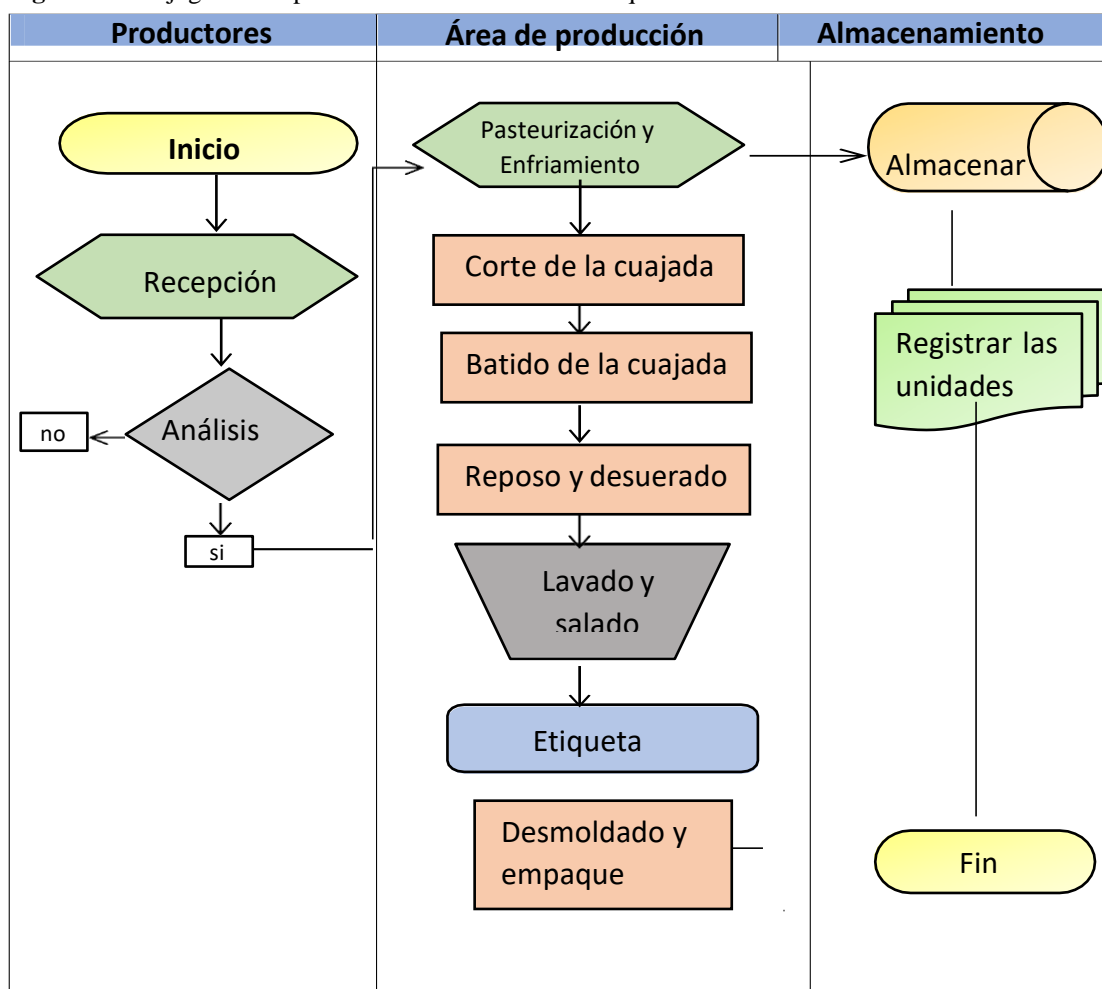 Productores
Área de producción
Almacenamiento
Inicio
Recepción
Análisis
no
si
Pasteurización y
Enfriamiento
Corte de la cuajada
Batido de la cuajada
Reposo y desuerado
Lavado y
salado
Etiqueta
Desmoldado y
empaque
Almacenar
Registrar las
unidades
Fin